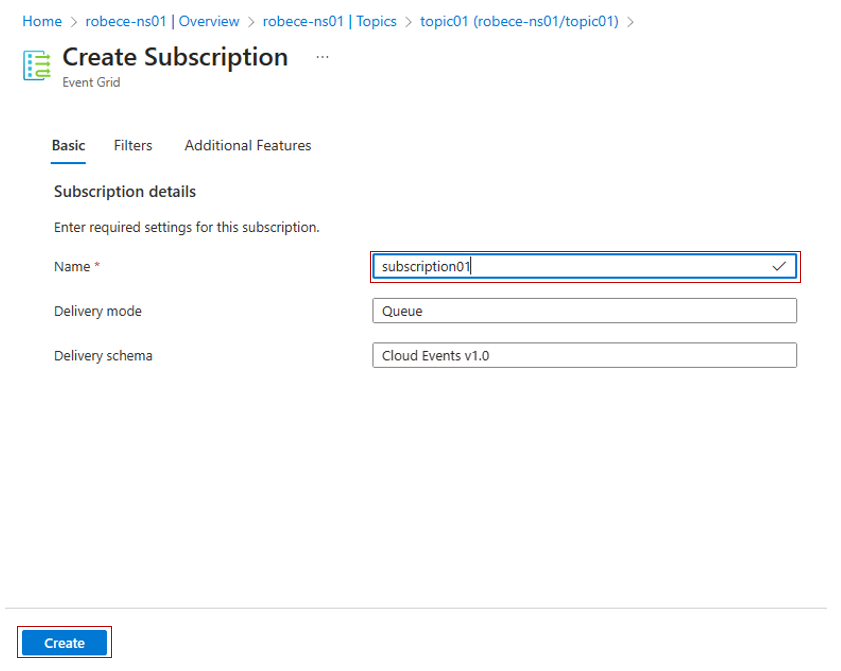 Home > robece-ns01 | Overview > robece-ns01 | Topics > topic01 (robece-ns01/topic01) >
Create Subscription ...
Event Grid
Basic Filters Additional Features
Subscription details
Enter required settings for this subscription.
Name * subscription01
Delivery mode Queue
Delivery schema Cloud Events v1.0
Create